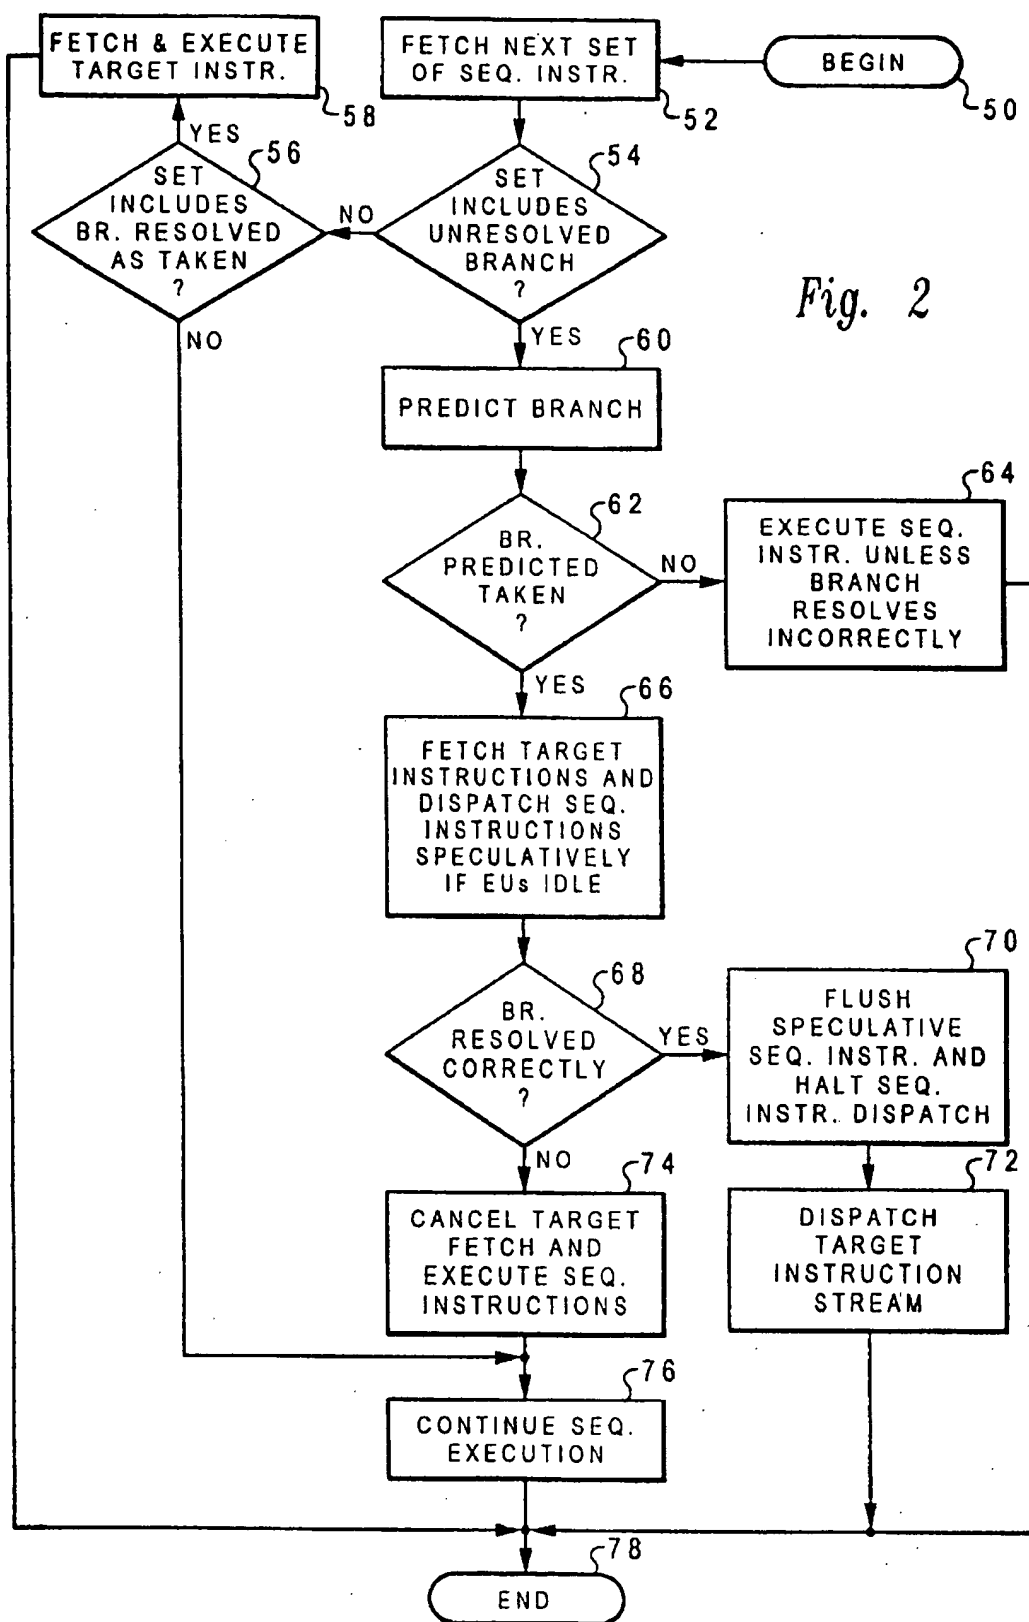 FETCH & EXECUTE
TARGET INSTR.
58
FETCH NEXT SET
OF SEQ. INSTR.
52
BEGIN
50
YES
SET
INCLUDES
BR. RESOLVED
AS TAKEN
?
56
NO
NO
SET
INCLUDES
UNRESOLVED
BRANCH
?
54
YES
Fig. 2
60
PREDICT BRANCH
62
BR.
PREDICTED
TAKEN
?
NO
YES
64
EXECUTE SEQ.
INSTR. UNLESS
BRANCH
RESOLVES
INCORRECTLY
66
FETCH TARGET
INSTRUCTIONS AND
DISPATCH SEQ.
INSTRUCTIONS
SPECULATIVELY
IF EUs IDLE
68
BR.
RESOLVED
CORRECTLY
?
YES
NO
70
FLUSH
SPECULATIVE
SEQ. INSTR. AND
HALT SEQ.
INSTR. DISPATCH
72
DISPATCH
TARGET
INSTRUCTION
STREAM
74
CANCEL TARGET
FETCH AND
EXECUTE SEQ.
INSTRUCTIONS
76
CONTINUE SEQ.
EXECUTION
78
END